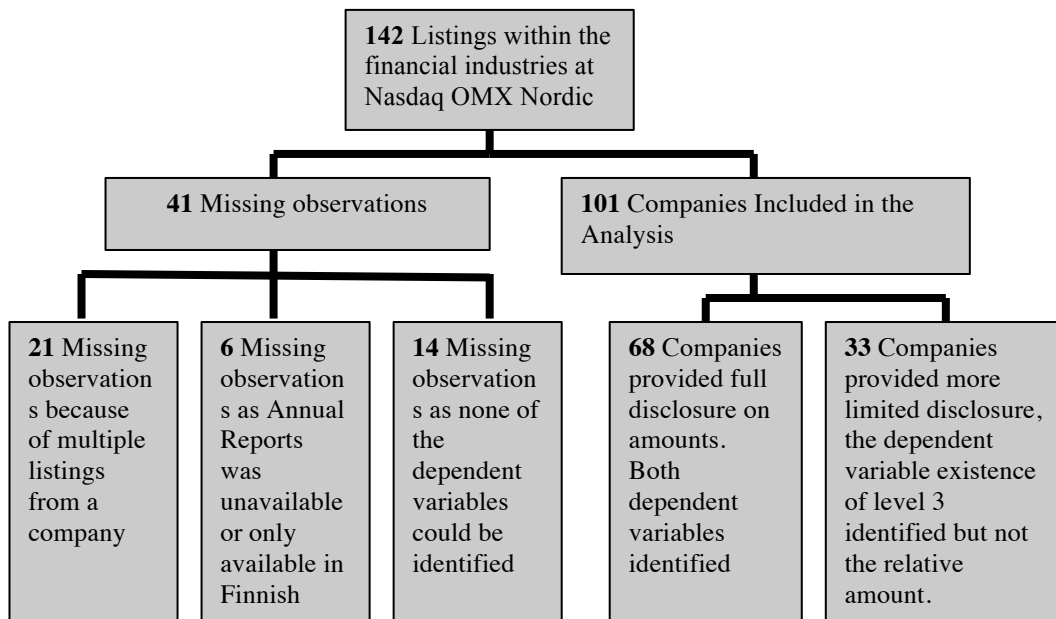 142 Listings within the
financial industries at
Nasdaq OMX Nordic
41 Missing observations
101 Companies Included in the
Analysis
21 Missing
observation
s because
of multiple
listings
from a
company
6 Missing
observation
s as Annual
Reports
was
unavailable
or only
available in
Finnish
14 Missing
observation
s as none of
the
dependent
variables
could be
identified
68 Companies
provided full
disclosure on
amounts.
Both
dependent
variables
identified
33 Companies
provided more
limited disclosure,
the dependent
variable existence
of level 3
identified but not
the relative
amount.